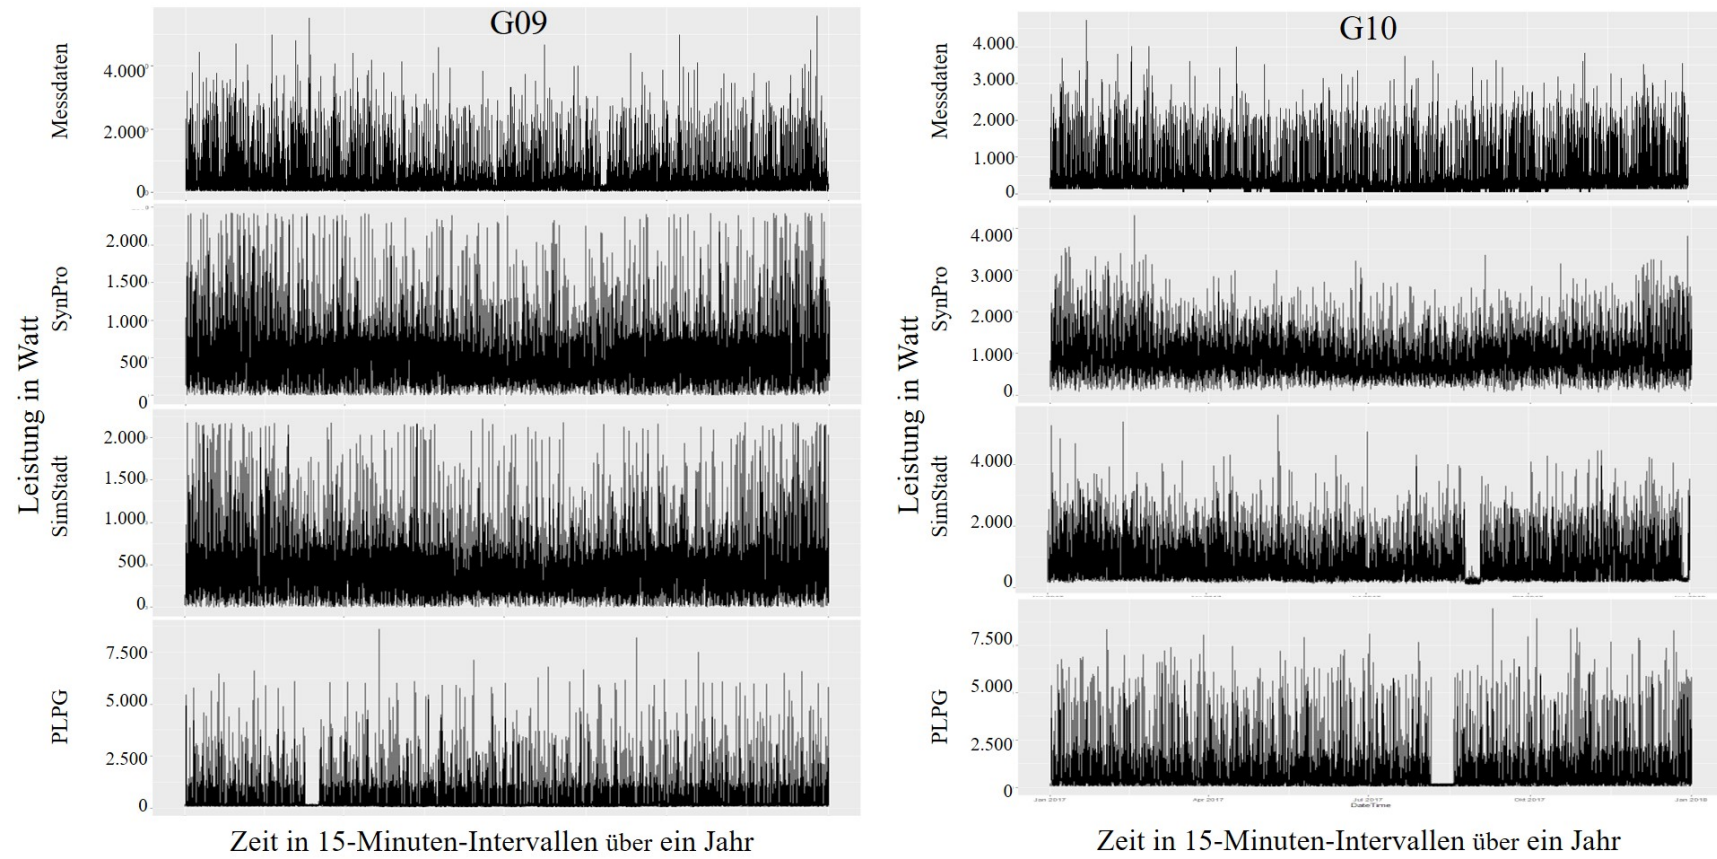 G09
Leistung in Watt
Messdaten
4.000
2.000
0
SynPro
2.000
1.500
1.000
500
0
SimStadt
2.000
1.500
1.000
500
0
PLPG
7.500
5.000
2.500
0
Zeit in 15-Minuten-Intervallen über ein Jahr
G10
Leistung in Watt
Messdaten
4.000
3.000
2.000
1.000
0
SynPro
4.000
3.000
2.000
1.000
0
SimStadt
4.000
2.000
0
PLPG
7.500
5.000
2.500
0
Jan 2017 Apr 2017 Jul 2017 Okt 2017 Jan 2018
DateTime
Zeit in 15-Minuten-Intervallen über ein Jahr